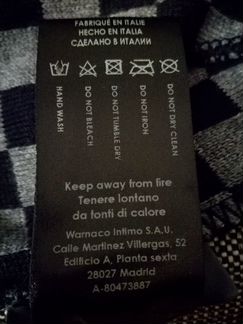 FABRIQUÉ EN ITALIE
HECHO EN ITALIA
СДЕЛАНО В ИТАЛИИ
HAND WASH
DO NOT BLEACH
DO NOT TUMBLE DRY
DO NOT IRON
DO NOT DRY CLEAN
Keep away from fire
Tenere lontano
da fonti di calore
Warnaco Intimo S.A.U.
Calle Martinez Villergas, 52
Edificio A, Planta sexta
28027 Madrid
A-80473887